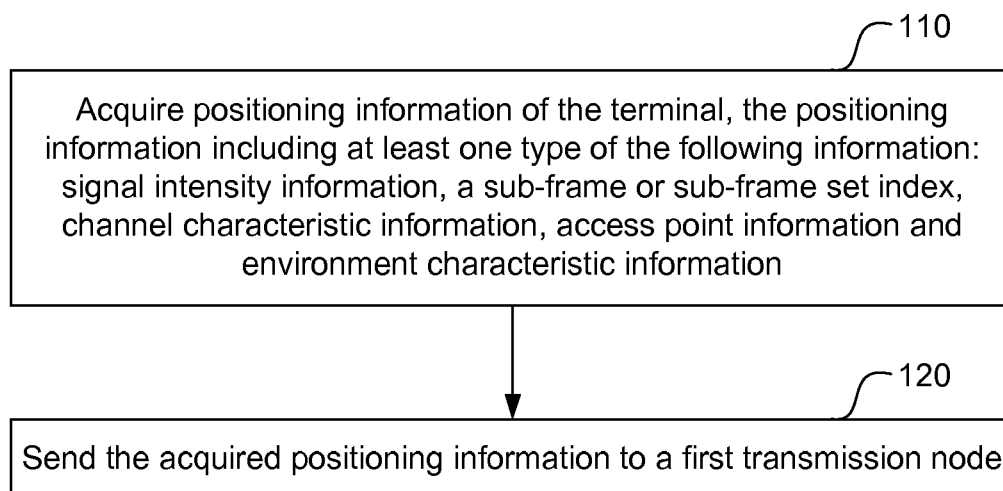 110
Acquire positioning information of the terminal, the positioning
information including at least one type of the following information:
signal intensity information, a sub-frame or sub-frame set index,
channel characteristic information, access point information and
environment characteristic information
120
Send the acquired positioning information to a first transmission node